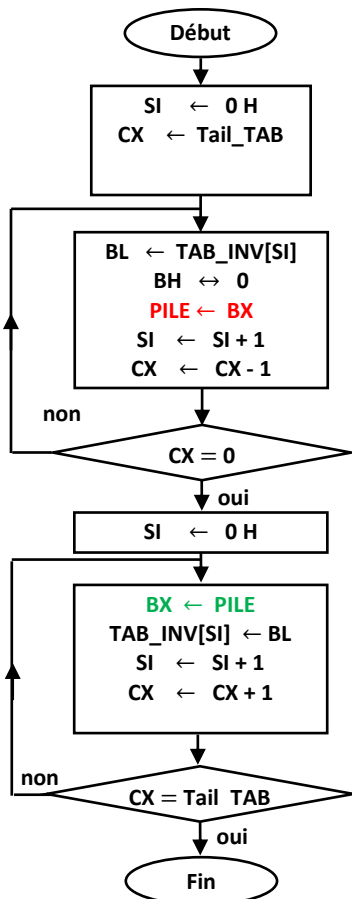 Début
SI ← 0 H
CX ← Tail_TAB
BL ← TAB_INV[SI]
BH ↔ 0
PILE ← BX
SI ← SI + 1
CX ← CX - 1
non
CX = 0
oui
SI ← 0 H
BX ← PILE
TAB_INV[SI] ← BL
SI ← SI + 1
CX ← CX + 1
non
CX = Tail TAB
oui
Fin